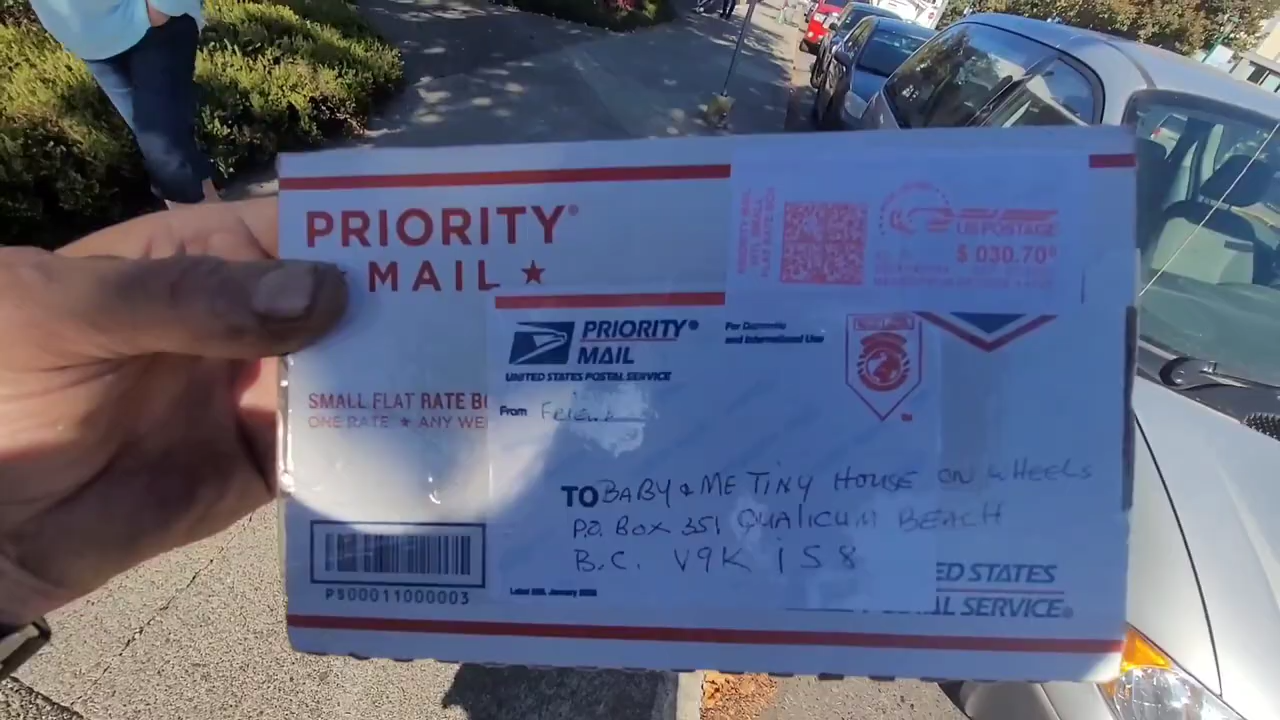 PRIORITY®
MAIL ★
US POSTAGE
$ 030.70⁰
PRIORITY®
MAIL
UNITED STATES POSTAL SERVICE
For Domestic
and International Use
SMALL FLAT RATE
ONE RATE ★ ANY
From
TO BABY & ME TINY HOUSE ON WHEELS
P.O. BOX 351 QUALICUM BEACH
B.C. V9K 1S8
PS00011000003
ED STATES
L SERVICE®